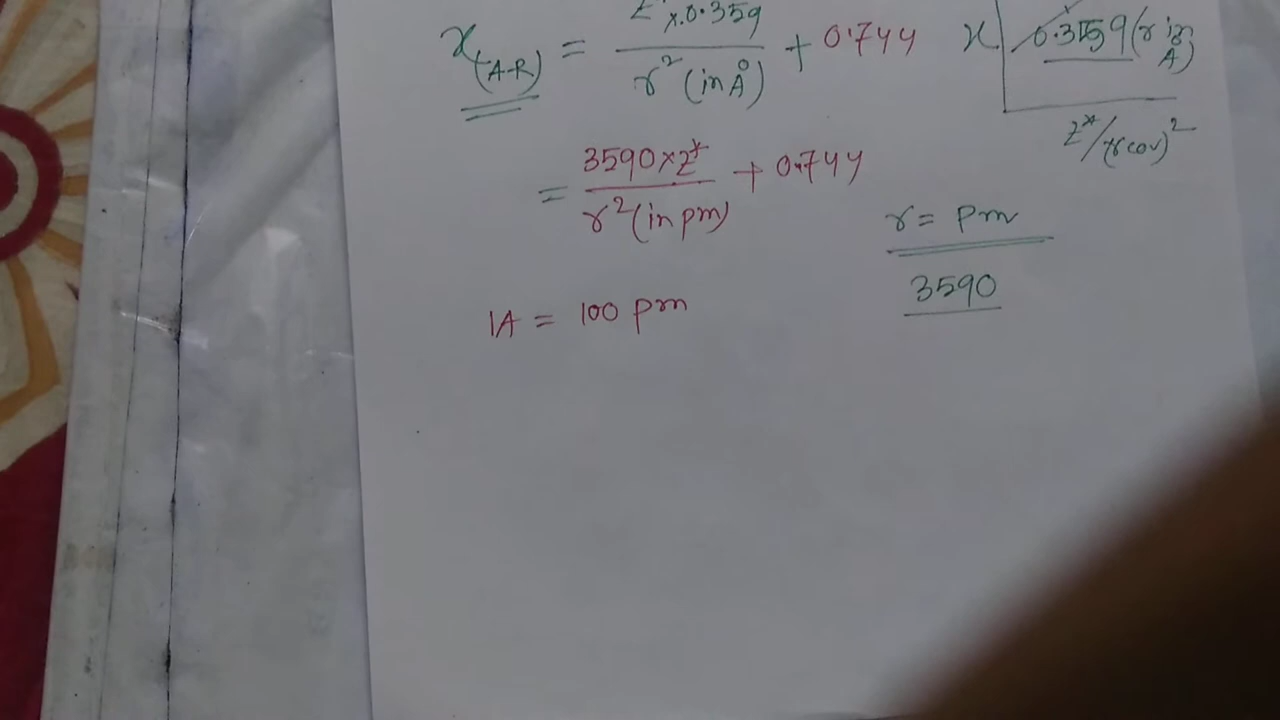 x(A-R) = Z* x 0.359 / r² (in Å) + 0.744
x 0.359 (r in Å)
Z*/(r cov)²
= 3590 x Z* / r² (in pm) + 0.744
r = pm
3590
1A = 100 pm